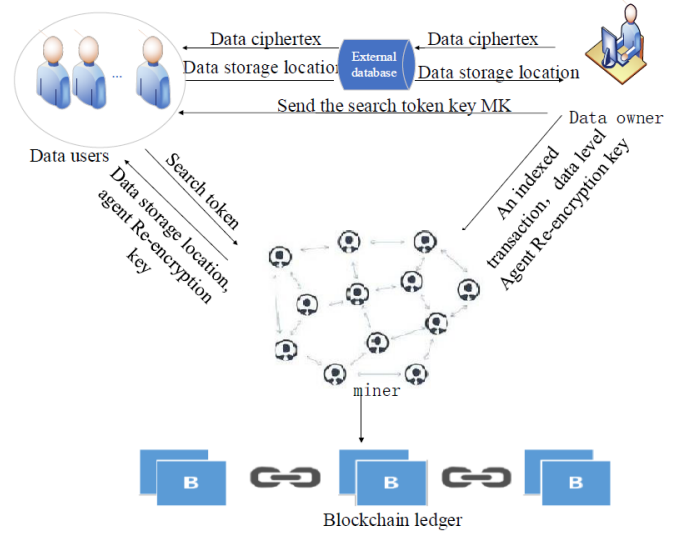 Data ciphertex
Data ciphertex
External
database
Data storage location
Data storage location
...
Send the search token key MK
Data owner
Data users
Search token
Data storage location,
agent Re-encryption
key
An indexed
transaction, data level
Agent Re-encryption key
miner
B
B
B
Blockchain ledger